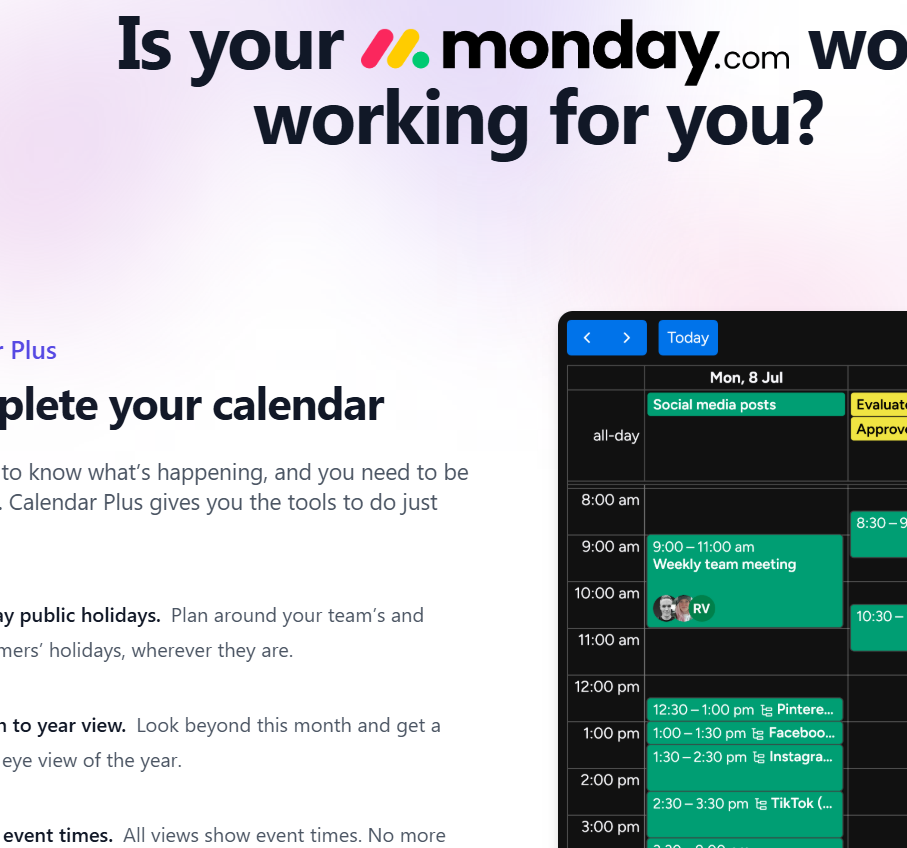 Is your monday.com wo
working for you?
r Plus
plete your calendar
to know what’s happening, and you need to be
. Calendar Plus gives you the tools to do just
ay public holidays. Plan around your team’s and
mers’ holidays, wherever they are.
n to year view. Look beyond this month and get a
eye view of the year.
event times. All views show event times. No more
Today
Mon, 8 Jul
all-day
Social media posts
Evaluate
Approve
8:00 am
8:30 – 9
9:00 am
9:00 – 11:00 am
Weekly team meeting
10:00 am
RV
10:30 –
11:00 am
12:00 pm
12:30 – 1:00 pm Pintere...
1:00 pm
1:00 – 1:30 pm Faceboo...
1:30 – 2:30 pm Instagra...
2:00 pm
2:30 – 3:30 pm TikTok (...
3:00 pm